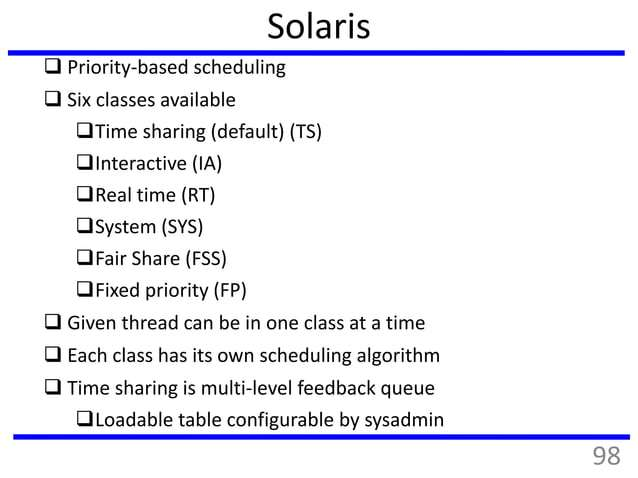 Solaris
❑ Priority-based scheduling
❑ Six classes available
❑Time sharing (default) (TS)
❑Interactive (IA)
❑Real time (RT)
❑System (SYS)
❑Fair Share (FSS)
❑Fixed priority (FP)
❑ Given thread can be in one class at a time
❑ Each class has its own scheduling algorithm
❑ Time sharing is multi-level feedback queue
❑Loadable table configurable by sysadmin
98